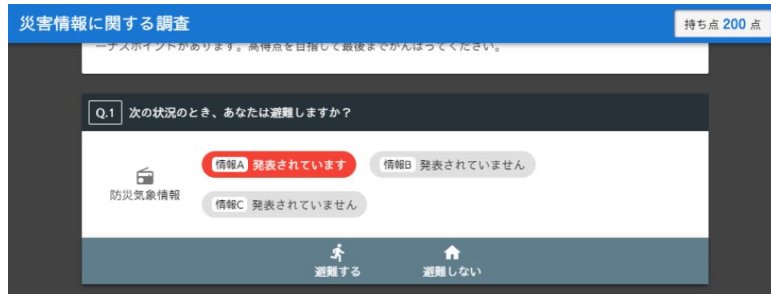 災害情報に関する調査
持ち点 200 点
ーナスポイントがあります。高得点を目指して最後までがんばってください。
Q.1 次の状況のとき、あなたは避難しますか？
情報A 発表されています 情報B 発表されていません
防災気象情報
情報C 発表されていません
避難する 避難しない